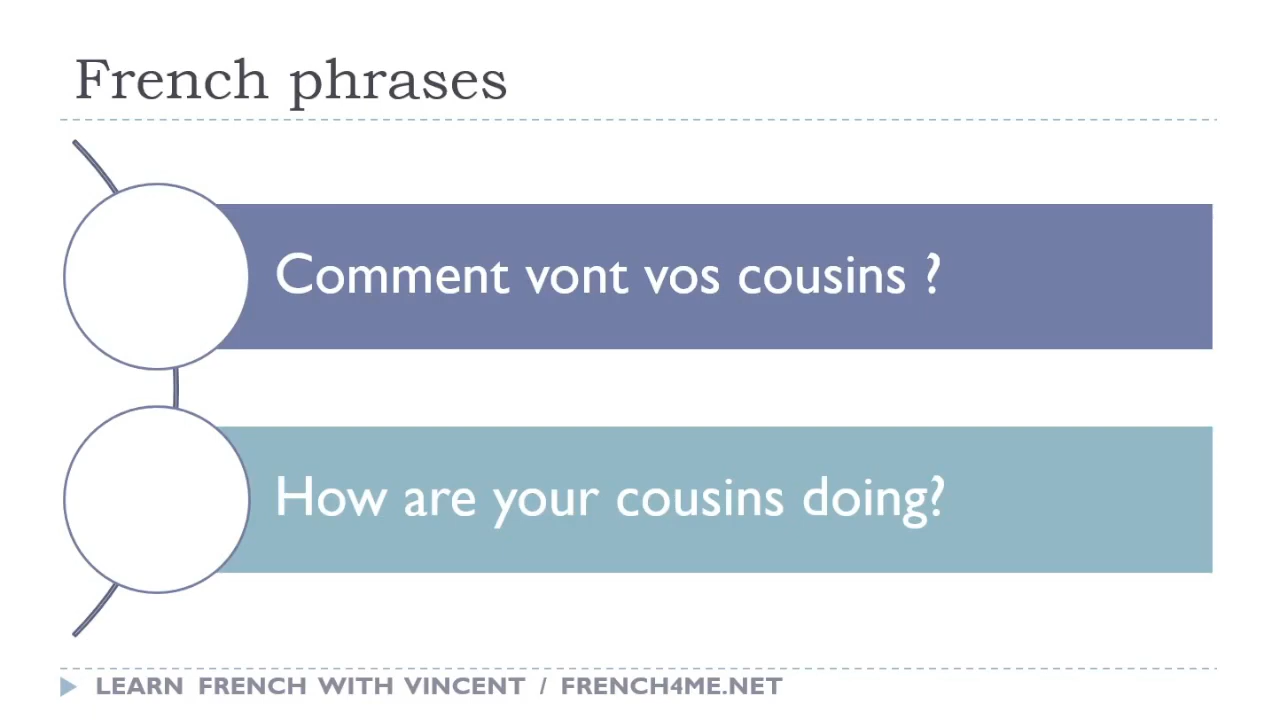 French phrases
Comment vont vos cousins ?
How are your cousins doing?
LEARN FRENCH WITH VINCENT / FRENCH4ME.NET